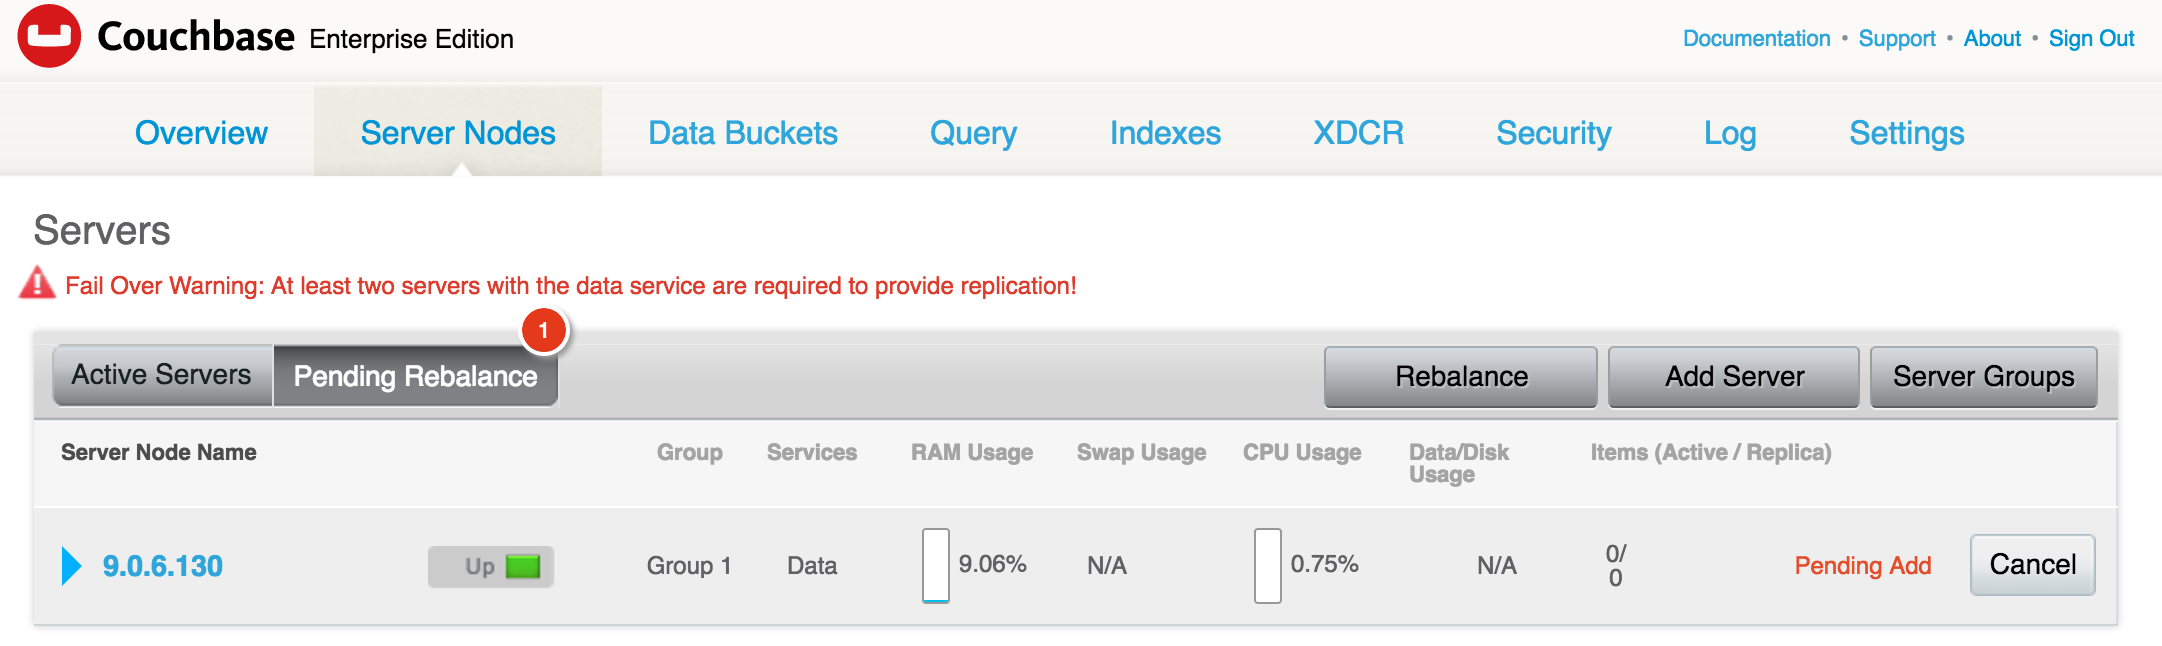 Couchbase Enterprise Edition
Documentation • Support • About • Sign Out
Overview Server Nodes Data Buckets Query Indexes XDCR Security Log Settings
Servers
Fail Over Warning: At least two servers with the data service are required to provide replication!
1
Active Servers Pending Rebalance Rebalance Add Server Server Groups
Server Node Name Group Services RAM Usage Swap Usage CPU Usage Data/Disk Items (Active / Replica)
Usage
9.0.6.130 Up Group 1 Data 9.06% N/A 0.75% N/A 0/ Pending Add Cancel
0